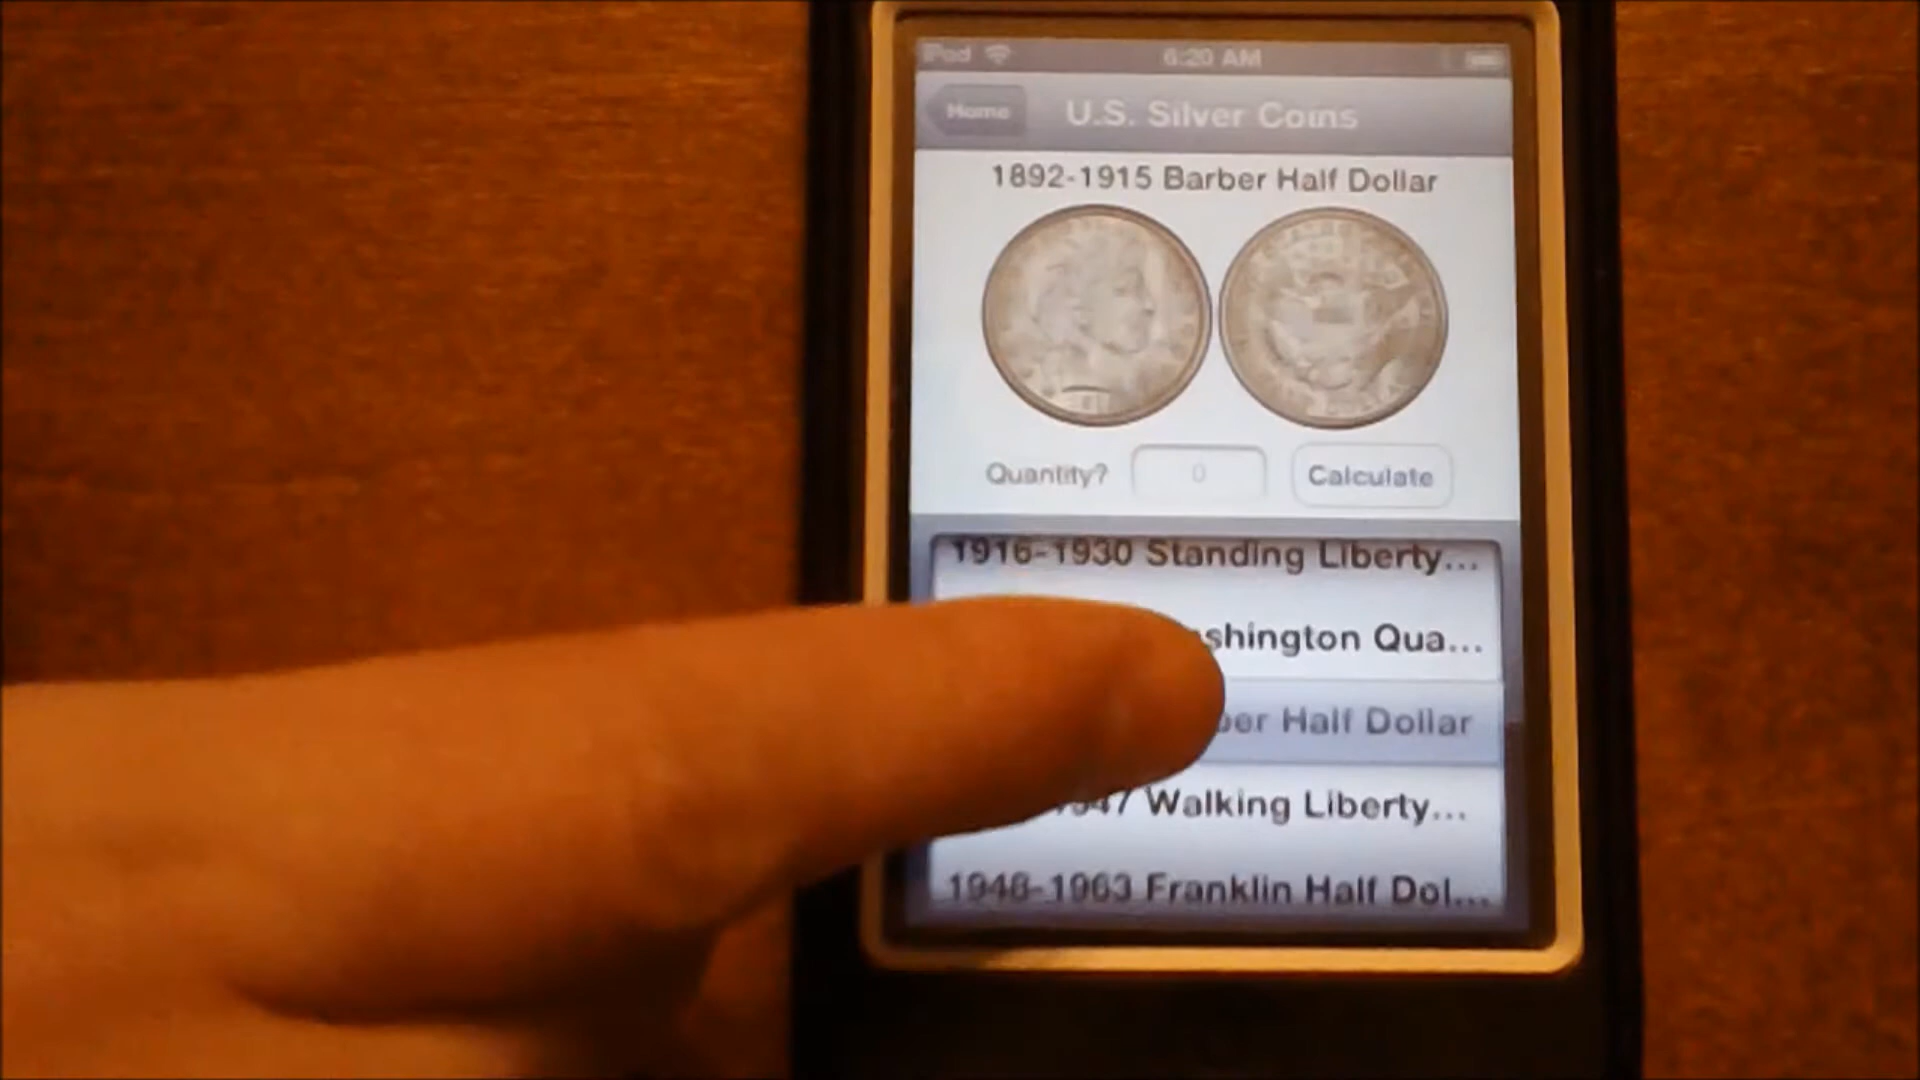 iPod 6:20 AM
Home U.S. Silver Coins
1892-1915 Barber Half Dollar
Quantity? 0 Calculate
1916-1930 Standing Liberty...
shington Qua...
ber Half Dollar
1947 Walking Liberty...
1948-1963 Franklin Half Dol...